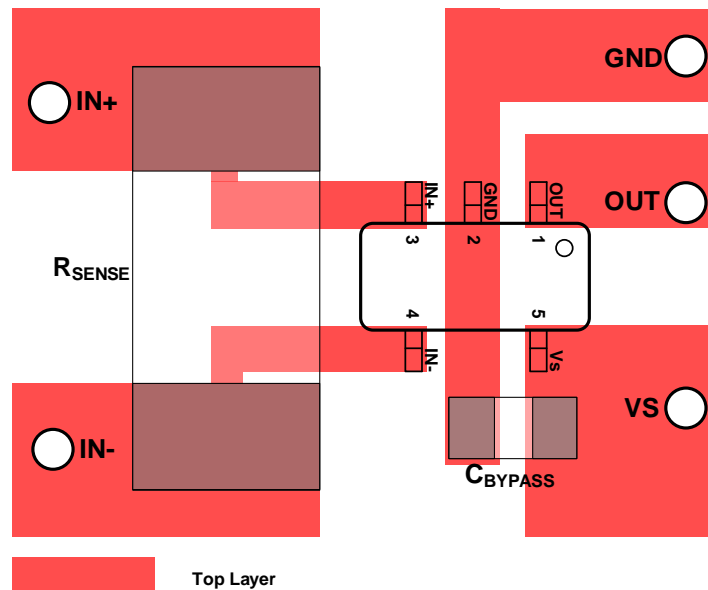 GND
IN+
IN+
GND
OUT
OUT
3
2
1
RSENSE
4
5
IN-
Vs
VS
IN-
CBYPASS
Top Layer